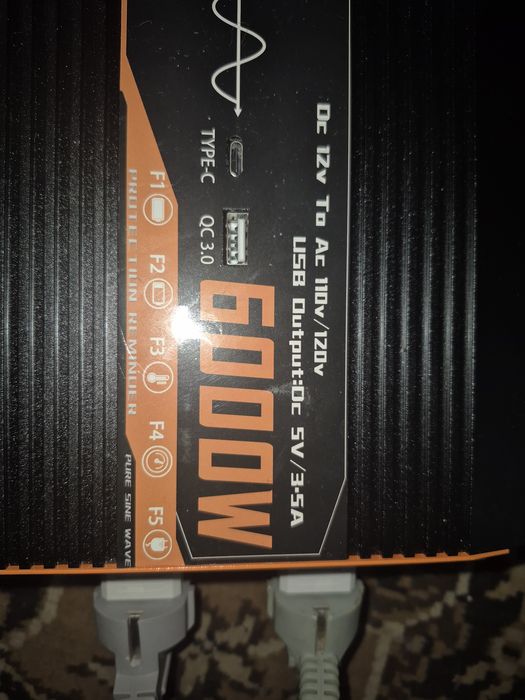 Dc 12v To Ac 110v/120v
USB Output:Dc 5V/3-5A
6000W
TYPE-C
QC 3.0
F1
F2
F3
F4
F5
PROTECTION REMINDER
PURE SINE WAVE